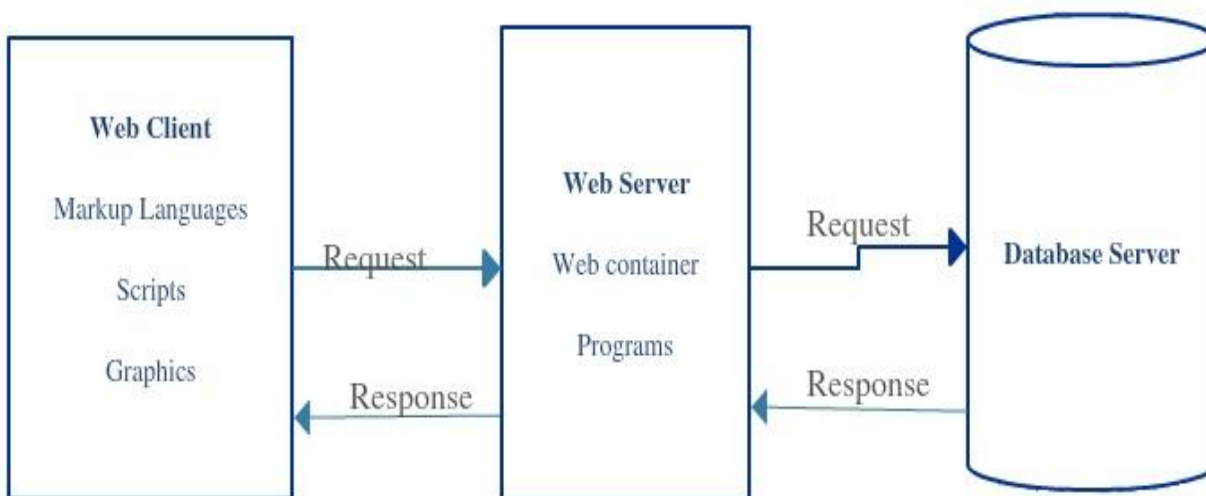 Web Client
Markup Languages
Scripts
Graphics
Request
Response
Web Server
Web container
Programs
Request
Response
Database Server